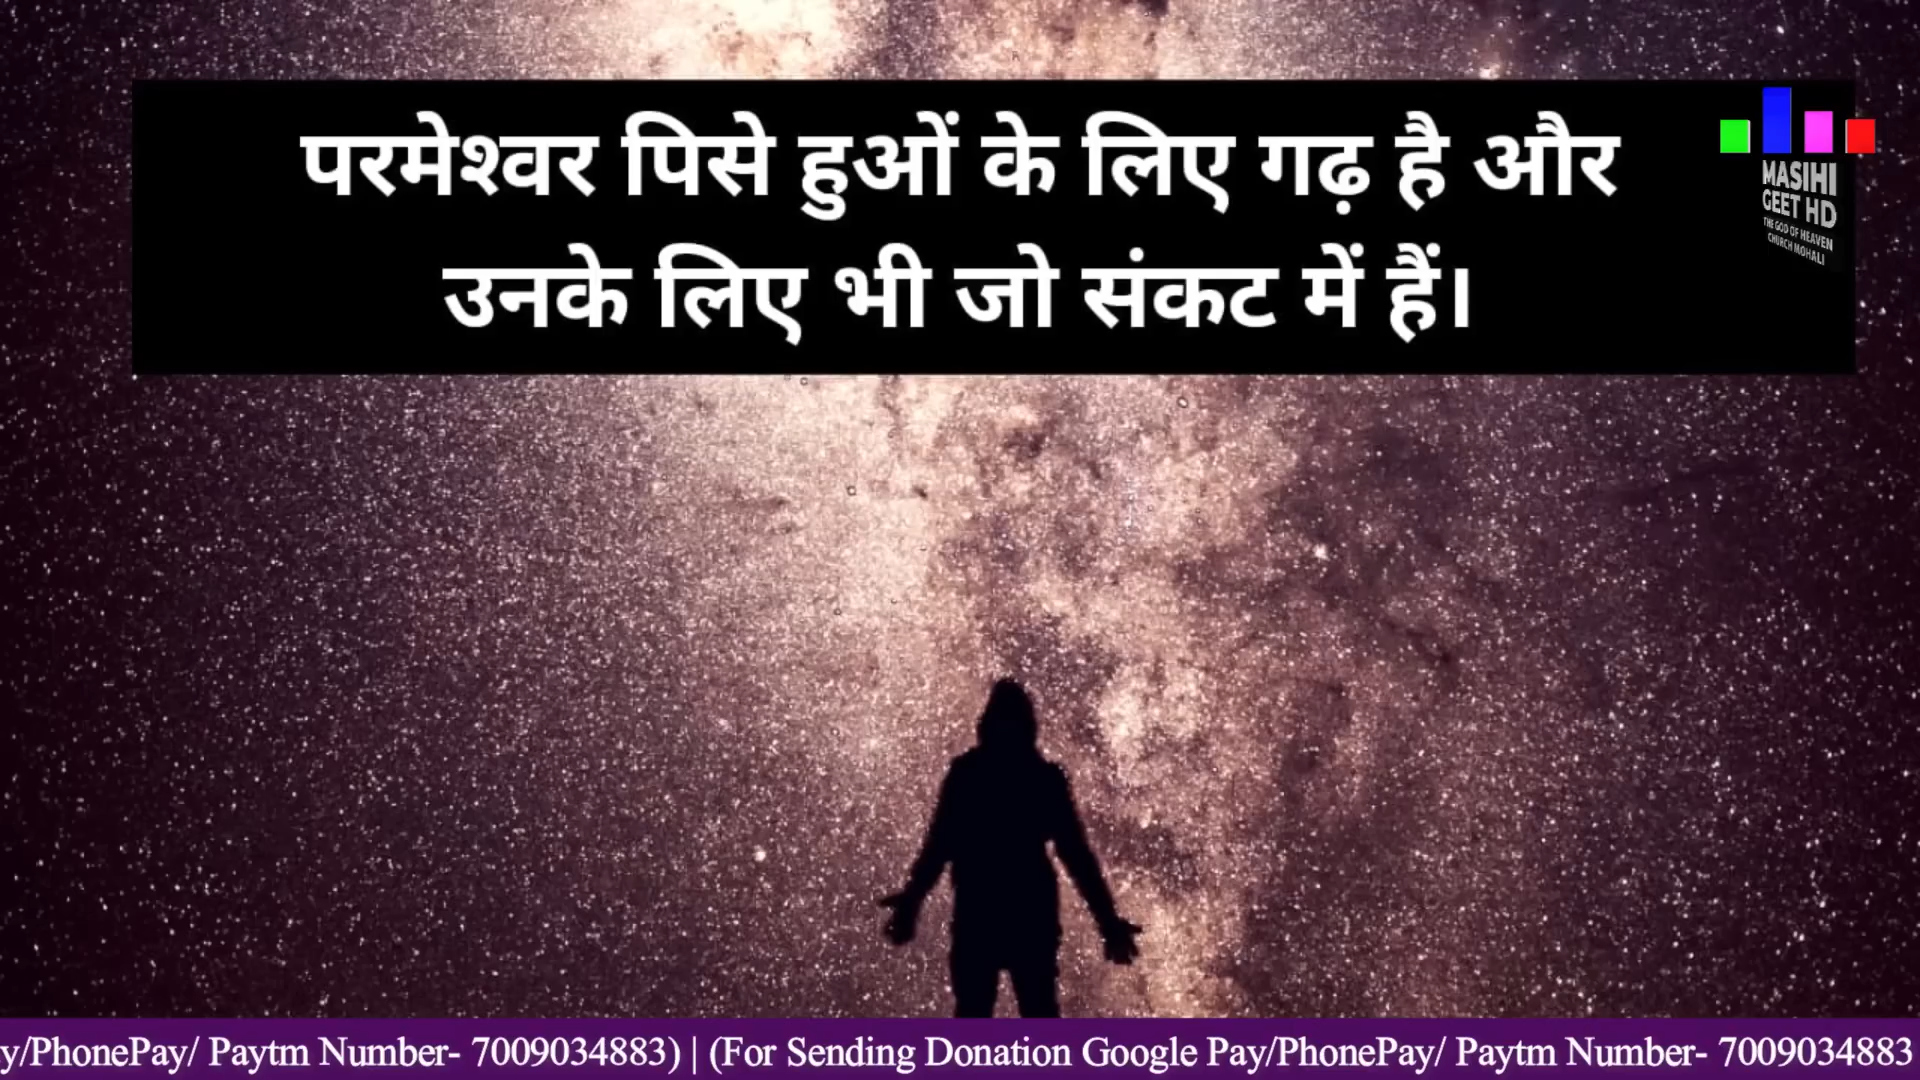 परमेश्वर पिसे हुओं के लिए गढ़ है और
उनके लिए भी जो संकट में हैं।
MASIHI
GEET HD
THE GOD OF HEAVEN
CHURCH MOHALI
y/PhonePay/ Paytm Number- 7009034883) | (For Sending Donation Google Pay/PhonePay/ Paytm Number- 7009034883